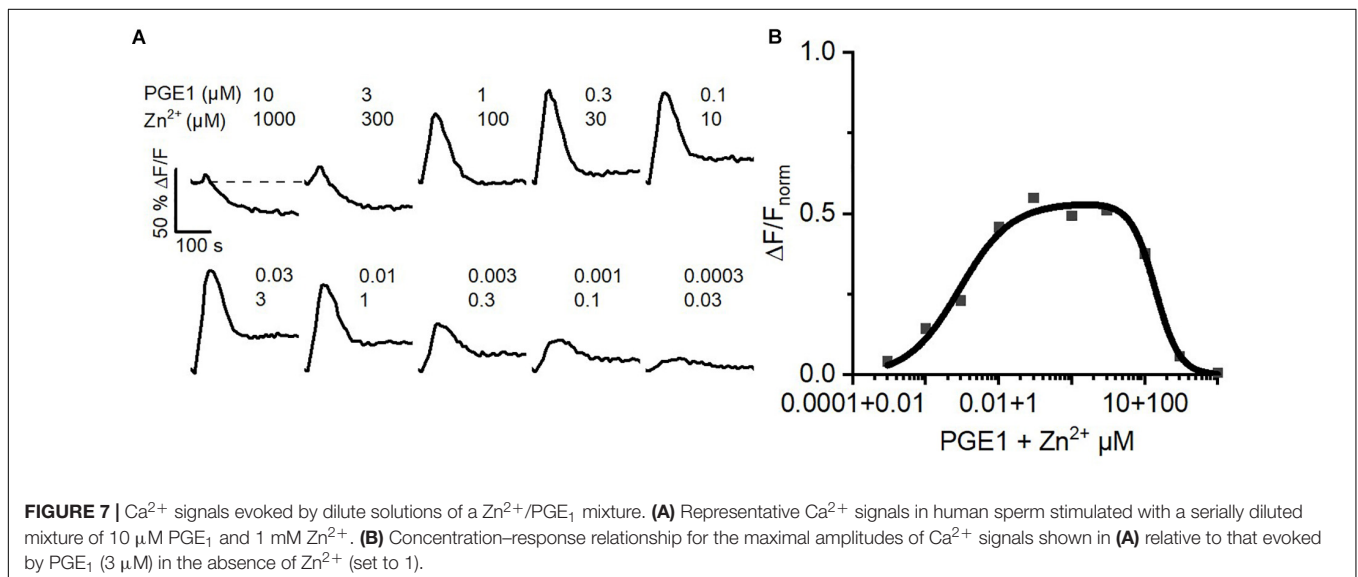 A
B
PGE1 (µM) 10 3 1 0.3 0.1
Zn²⁺ (µM) 1000 300 100 30 10
50 % ΔF/F
100 s
0.03 0.01 0.003 0.001 0.0003
3 1 0.3 0.1 0.03
1.0
0.5
0.0
ΔF/Fnorm
0.0001+0.01 0.01+1 10+100
PGE1 + Zn²⁺ µM
FIGURE 7 | Ca²⁺ signals evoked by dilute solutions of a Zn²⁺/PGE₁ mixture. (A) Representative Ca²⁺ signals in human sperm stimulated with a serially diluted
mixture of 10 µM PGE₁ and 1 mM Zn²⁺. (B) Concentration–response relationship for the maximal amplitudes of Ca²⁺ signals shown in (A) relative to that evoked
by PGE₁ (3 µM) in the absence of Zn²⁺ (set to 1).